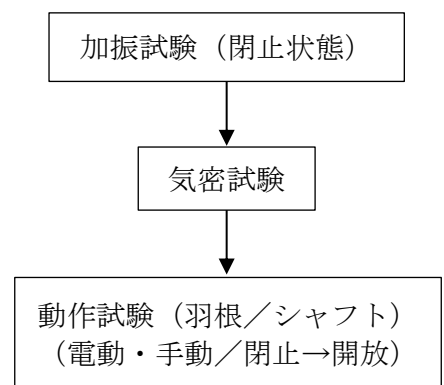 加振試験（閉止状態）
気密試験
動作試験（羽根／シャフト）
（電動・手動／閉止→開放）